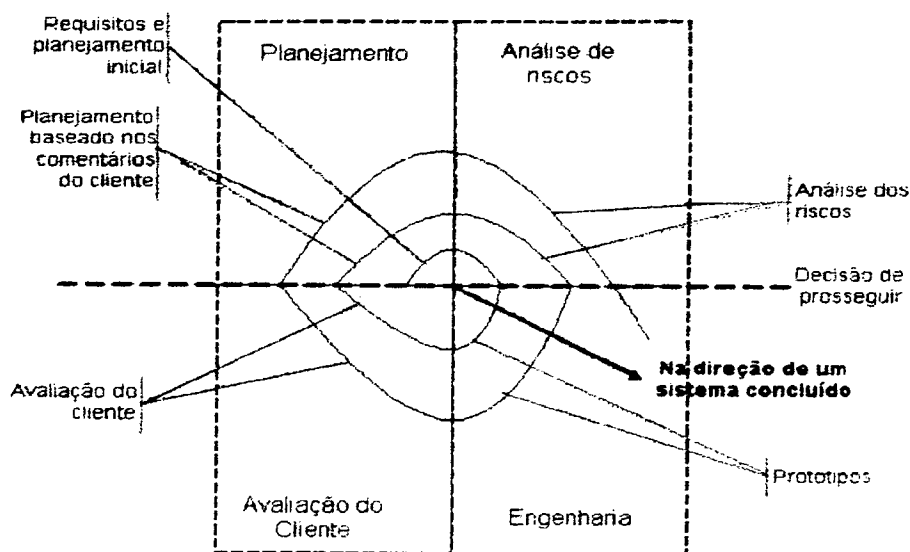 Requisitos e
planejamento
inicial
Planejamento
Análise de
riscos
Planejamento
baseado nos
comentários
do cliente
Análise dos
riscos
Decisão de
prosseguir
Na direção de um
sistema concluído
Avaliação do
cliente
Protótipos
Avaliação do
Cliente
Engenharia